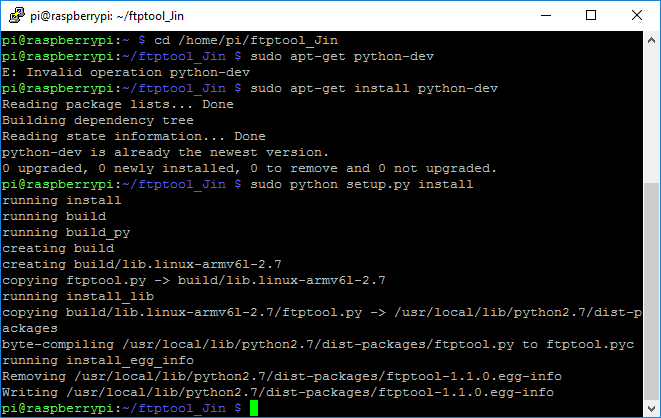 pi@raspberrypi: ~/ftptool_Jin
pi@raspberrypi:~ $ cd /home/pi/ftptool_Jin
pi@raspberrypi:~/ftptool_Jin $ sudo apt-get python-dev
E: Invalid operation python-dev
pi@raspberrypi:~/ftptool_Jin $ sudo apt-get install python-dev
Reading package lists... Done
Building dependency tree
Reading state information... Done
python-dev is already the newest version.
0 upgraded, 0 newly installed, 0 to remove and 0 not upgraded.
pi@raspberrypi:~/ftptool_Jin $ sudo python setup.py install
running install
running build
running build_py
creating build
creating build/lib.linux-armv6l-2.7
copying ftptool.py -> build/lib.linux-armv6l-2.7
running install_lib
copying build/lib.linux-armv6l-2.7/ftptool.py -> /usr/local/lib/python2.7/dist-p
ackages
byte-compiling /usr/local/lib/python2.7/dist-packages/ftptool.py to ftptool.pyc
running install_egg_info
Removing /usr/local/lib/python2.7/dist-packages/ftptool-1.1.0.egg-info
Writing /usr/local/lib/python2.7/dist-packages/ftptool-1.1.0.egg-info
pi@raspberrypi:~/ftptool_Jin $